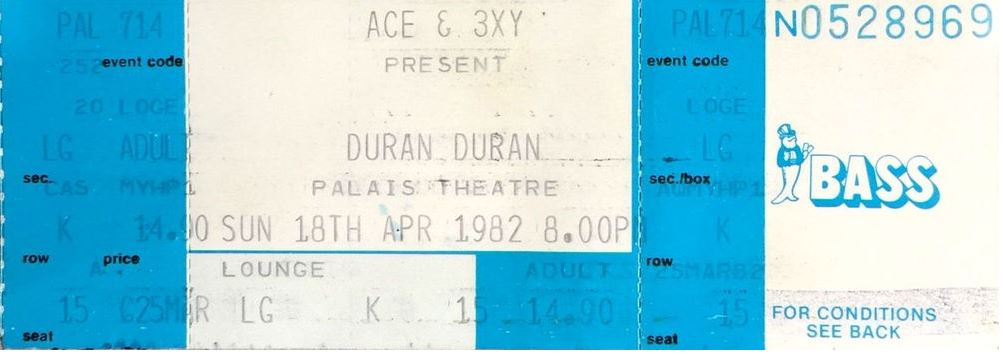 PAL 714
252 event code
20 LOGE
LG ADULT
sec.
CAS MYHP1
K 14.90
row price
A
15 G25MAR
seat
ACE & 3XY
PRESENT
DURAN DURAN
PALAIS THEATRE
SUN 18TH APR 1982 8.00P
LOUNGE ADULT
LG K 15 14.90
PAL714
event code
LOGE
LG
sec./box
K
row
25MAR82
15
seat
N0528969
BASS
FOR CONDITIONS
SEE BACK